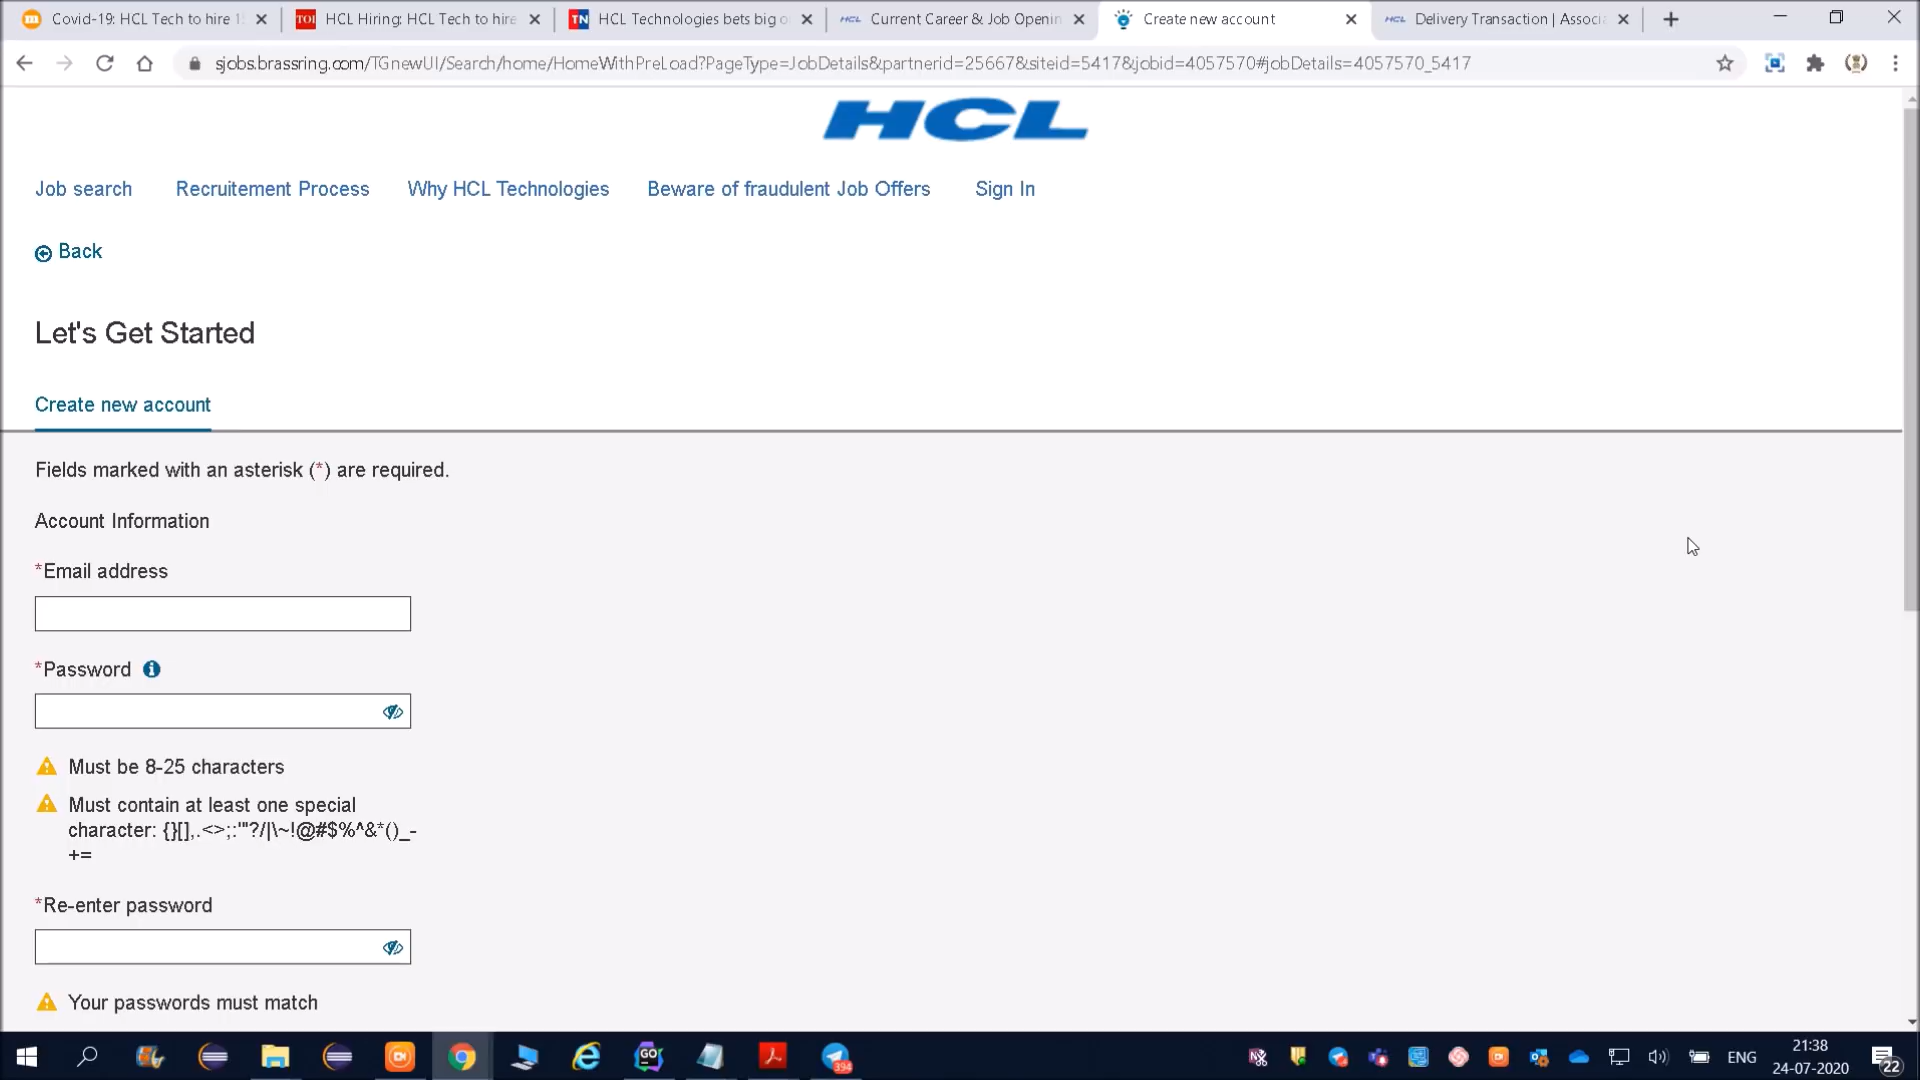 Covid-19: HCL Tech to hire 1
HCL Hiring: HCL Tech to hire
HCL Technologies bets big o
Current Career & Job Openin
Create new account
Delivery Transaction | Associ
sjobs.brassring.com/TGnewUI/Search/home/HomeWithPreLoad?PageType=JobDetails&partnerid=25667&siteid=5417&jobid=4057570#jobDetails=4057570_5417
HCL
Job search
Recruitement Process
Why HCL Technologies
Beware of fraudulent Job Offers
Sign In
Back
Let's Get Started
Create new account
Fields marked with an asterisk (*) are required.
Account Information
*Email address
*Password
Must be 8-25 characters
Must contain at least one special
character: {}[],.<>;:'"?/|\~!@#$%^&*()_-
+=
*Re-enter password
Your passwords must match
394
ENG
21:38
24-07-2020
22